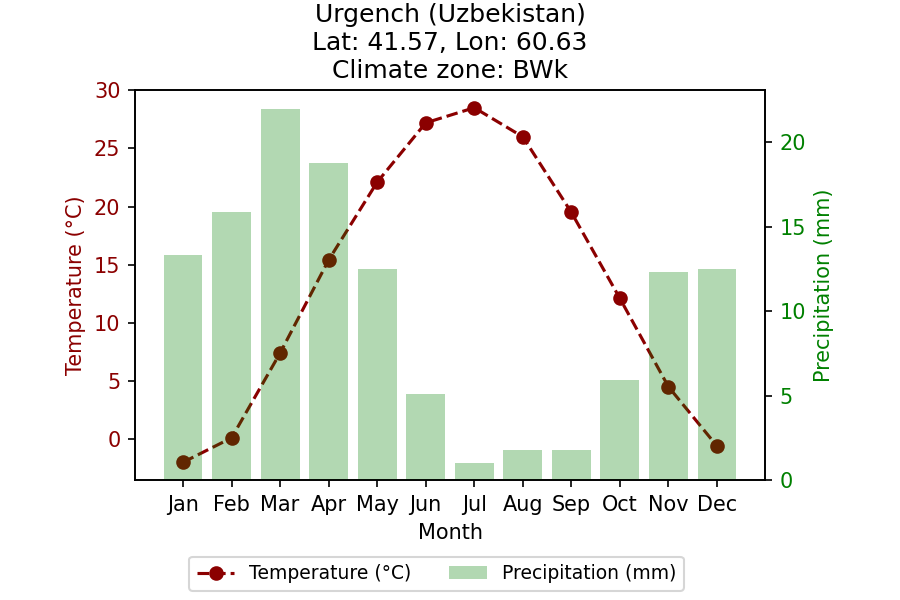 Urgench (Uzbekistan)
Lat: 41.57, Lon: 60.63
Climate zone: BWk
Temperature (°C)
30
25
20
15
10
5
0
20
15
10
5
0
Precipitation (mm)
Jan Feb Mar Apr May Jun Jul Aug Sep Oct Nov Dec
Month
Temperature (°C) Precipitation (mm)